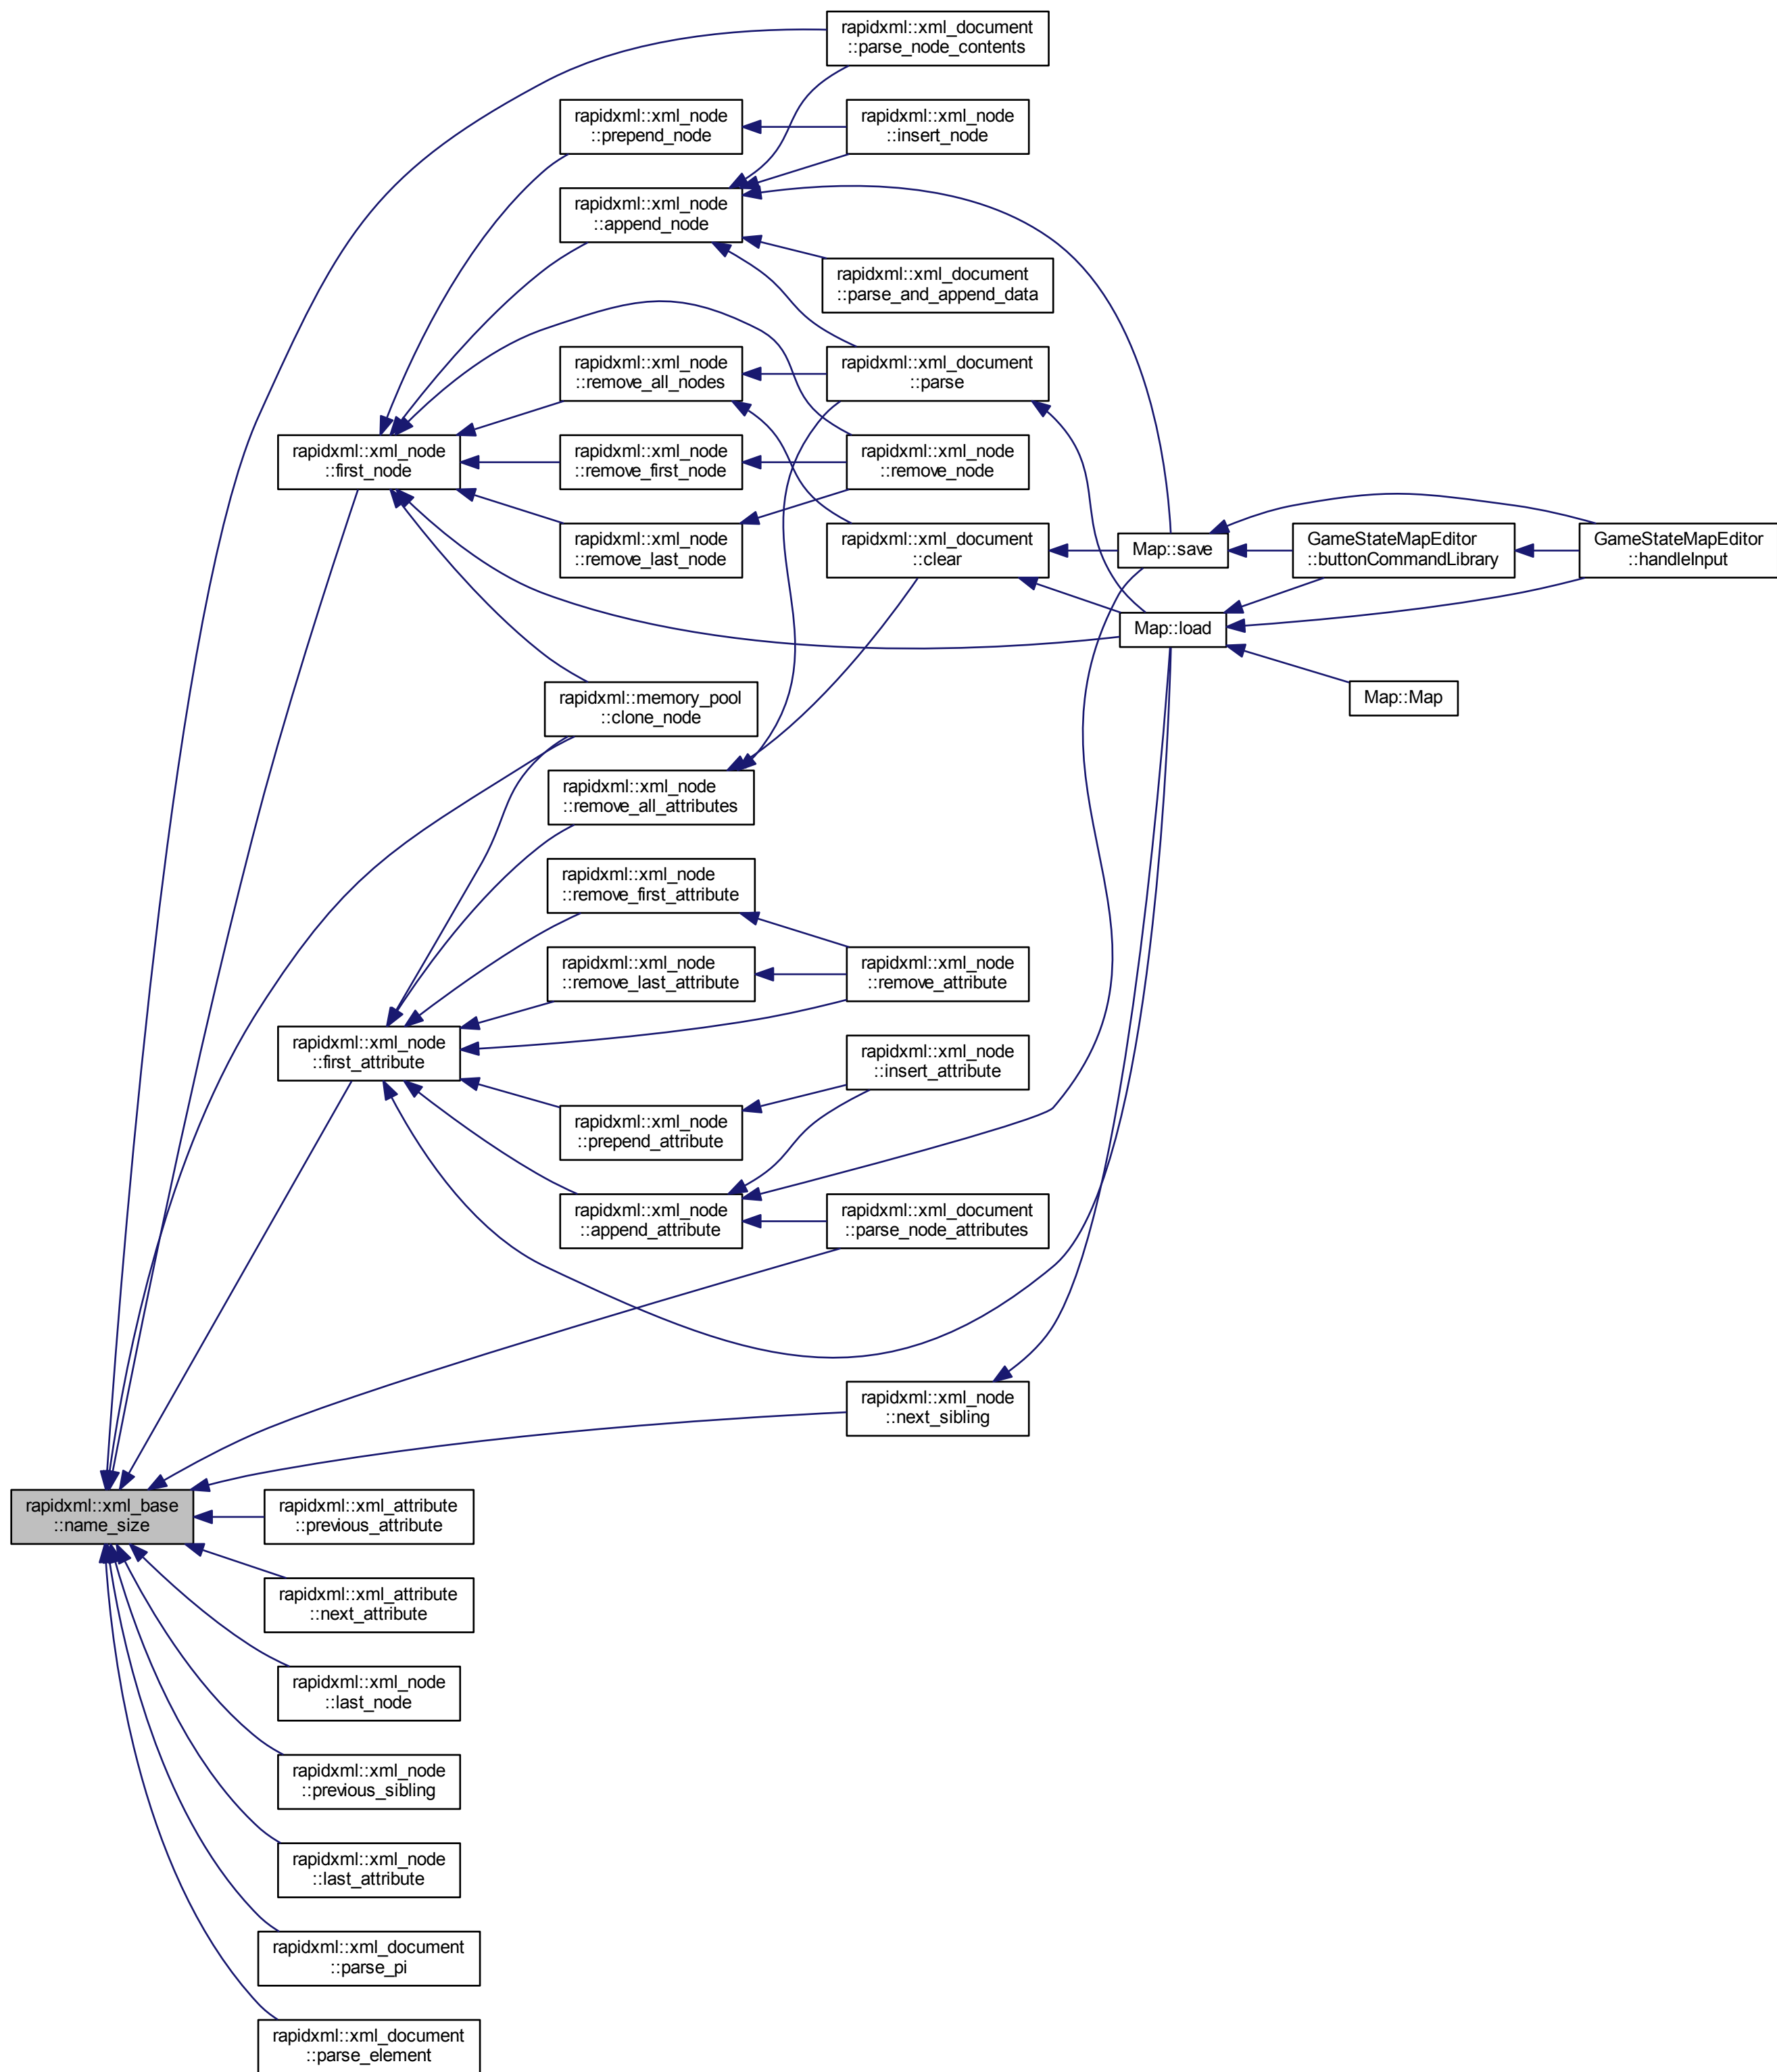 rapidxml::xml_document
::parse_node_contents
rapidxml::xml_node
::prepend_node
rapidxml::xml_node
::insert_node
rapidxml::xml_node
::append_node
rapidxml::xml_document
::parse_and_append_data
rapidxml::xml_node
::remove_all_nodes
rapidxml::xml_document
::parse
rapidxml::xml_node
::first_node
rapidxml::xml_node
::remove_first_node
rapidxml::xml_node
::remove_node
rapidxml::xml_node
::remove_last_node
rapidxml::xml_document
::clear
Map::save
GameStateMapEditor
::buttonCommandLibrary
GameStateMapEditor
::handleInput
Map::load
rapidxml::memory_pool
::clone_node
Map::Map
rapidxml::xml_node
::remove_all_attributes
rapidxml::xml_node
::remove_first_attribute
rapidxml::xml_node
::remove_last_attribute
rapidxml::xml_node
::remove_attribute
rapidxml::xml_node
::first_attribute
rapidxml::xml_node
::insert_attribute
rapidxml::xml_node
::prepend_attribute
rapidxml::xml_node
::append_attribute
rapidxml::xml_document
::parse_node_attributes
rapidxml::xml_node
::next_sibling
rapidxml::xml_base
::name_size
rapidxml::xml_attribute
::previous_attribute
rapidxml::xml_attribute
::next_attribute
rapidxml::xml_node
::last_node
rapidxml::xml_node
::previous_sibling
rapidxml::xml_node
::last_attribute
rapidxml::xml_document
::parse_pi
rapidxml::xml_document
::parse_element